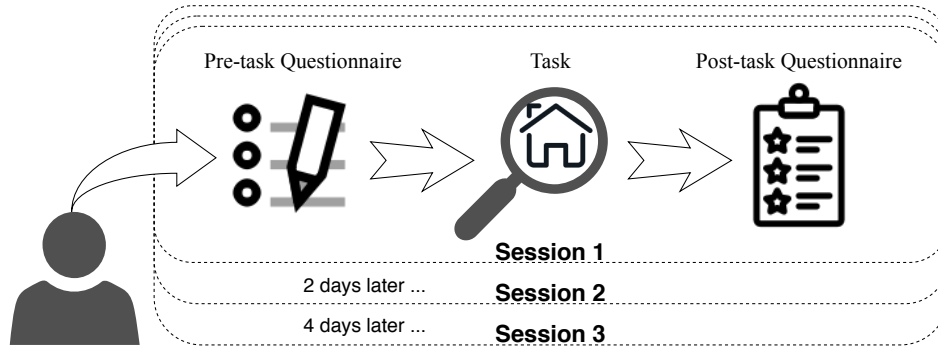 Pre-task Questionnaire
Task
Post-task Questionnaire
Session 1
2 days later ...
Session 2
4 days later ...
Session 3